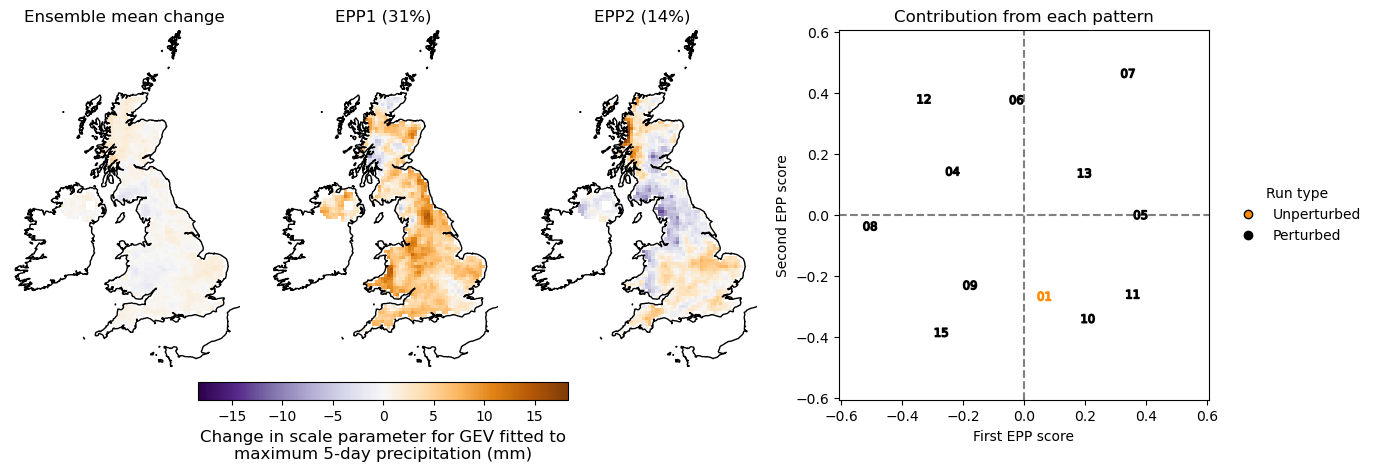 Ensemble mean change
EPP1 (31%)
EPP2 (14%)
Contribution from each pattern
−15 −10 −5 0 5 10 15
Change in scale parameter for GEV fitted to
maximum 5-day precipitation (mm)
Second EPP score
0.6
0.4
0.2
0.0
−0.2
−0.4
−0.6
07
12
06
04
13
05
08
09
01
11
10
15
−0.6 −0.4 −0.2 0.0 0.2 0.4 0.6
First EPP score
Run type
Unperturbed
Perturbed